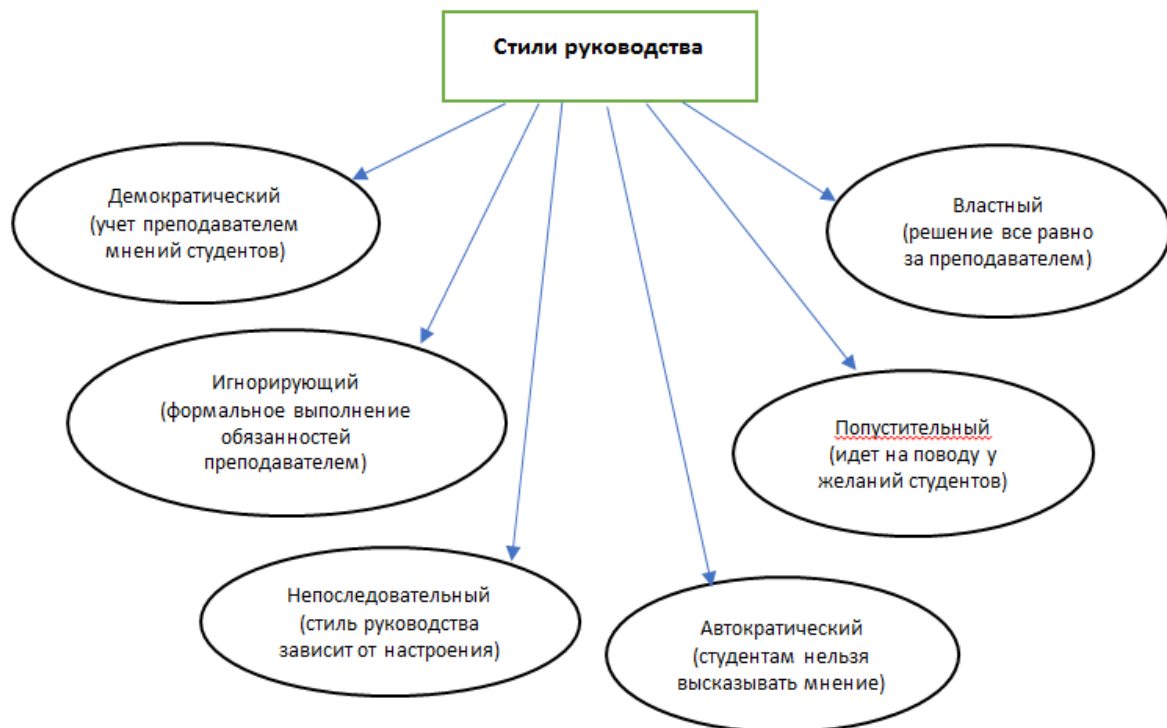 Стили руководства
Демократический
(учет преподавателем
мнений студентов)
Властный
(решение все равно
за преподавателем)
Игнорирующий
(формальное выполнение
обязанностей
преподавателем)
Попустительный
(идет на поводу у
желаний студентов)
Непоследовательный
(стиль руководства
зависит от настроения)
Автократический
(студентам нельзя
высказывать мнение)